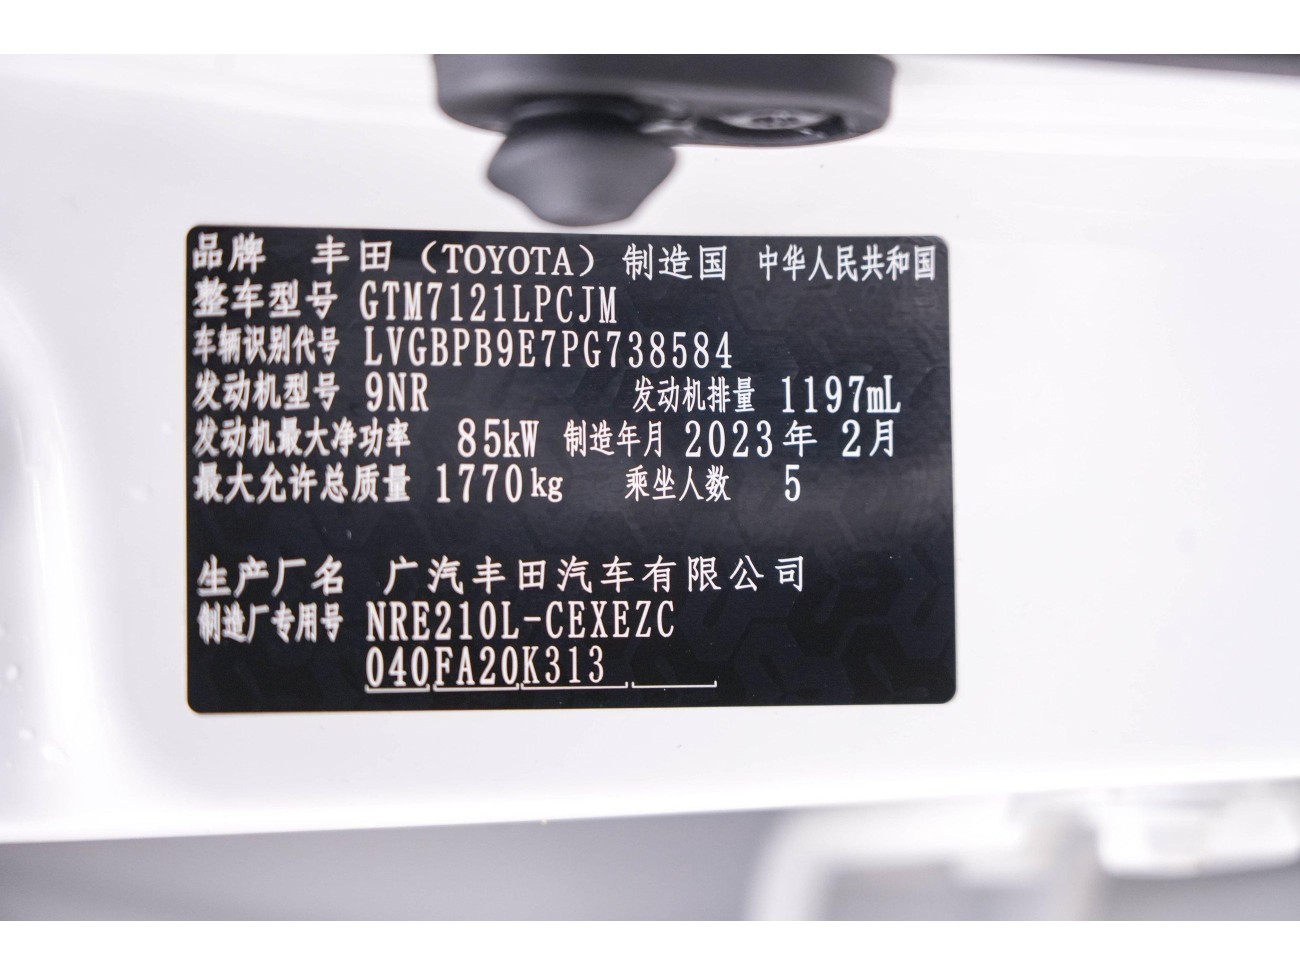 品牌 丰田（TOYOTA）制造国 中华人民共和国
整车型号 GTM7121LPCJM
车辆识别代号 LVGBPB9E7PG738584
发动机型号 9NR 发动机排量 1197mL
发动机最大净功率 85kW 制造年月 2023年 2月
最大允许总质量 1770kg 乘坐人数 5
生产厂名 广汽丰田汽车有限公司
制造厂专用号 NRE210L-CEXEZC
040FA20K313